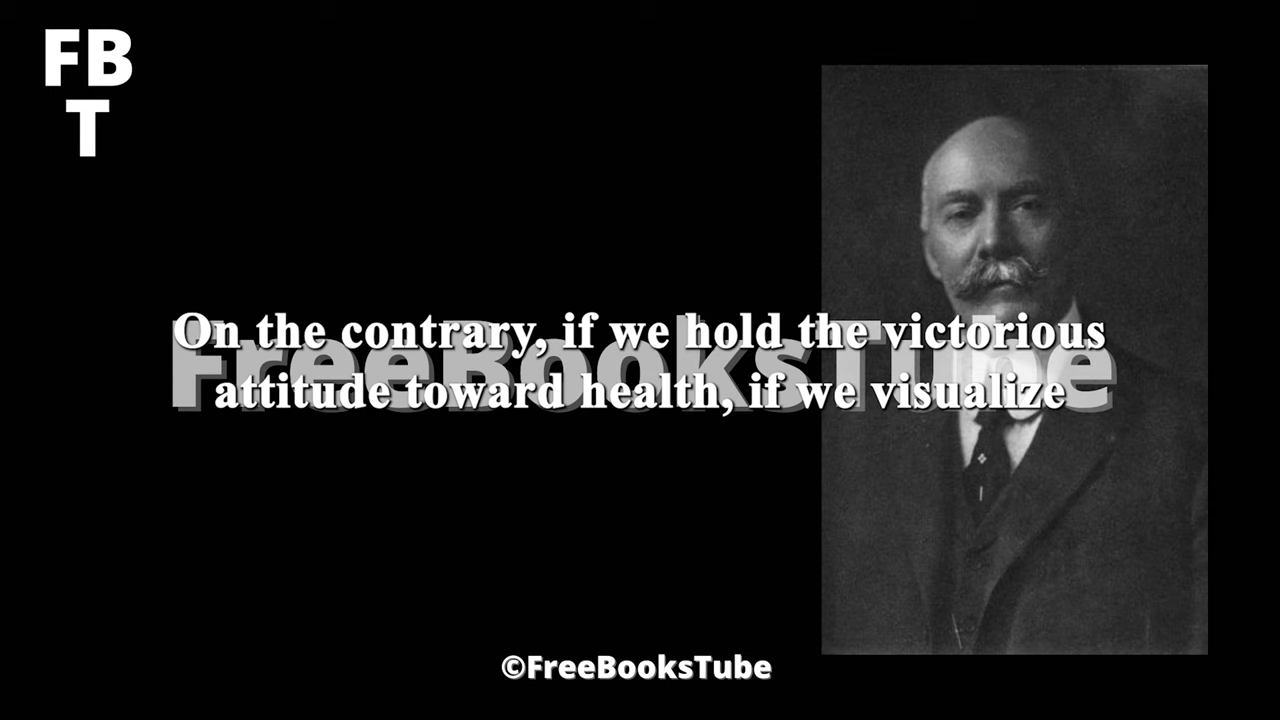 FB
T
On the contrary, if we hold the victorious
attitude toward health, if we visualize
FreeBooksTube
©FreeBooksTube